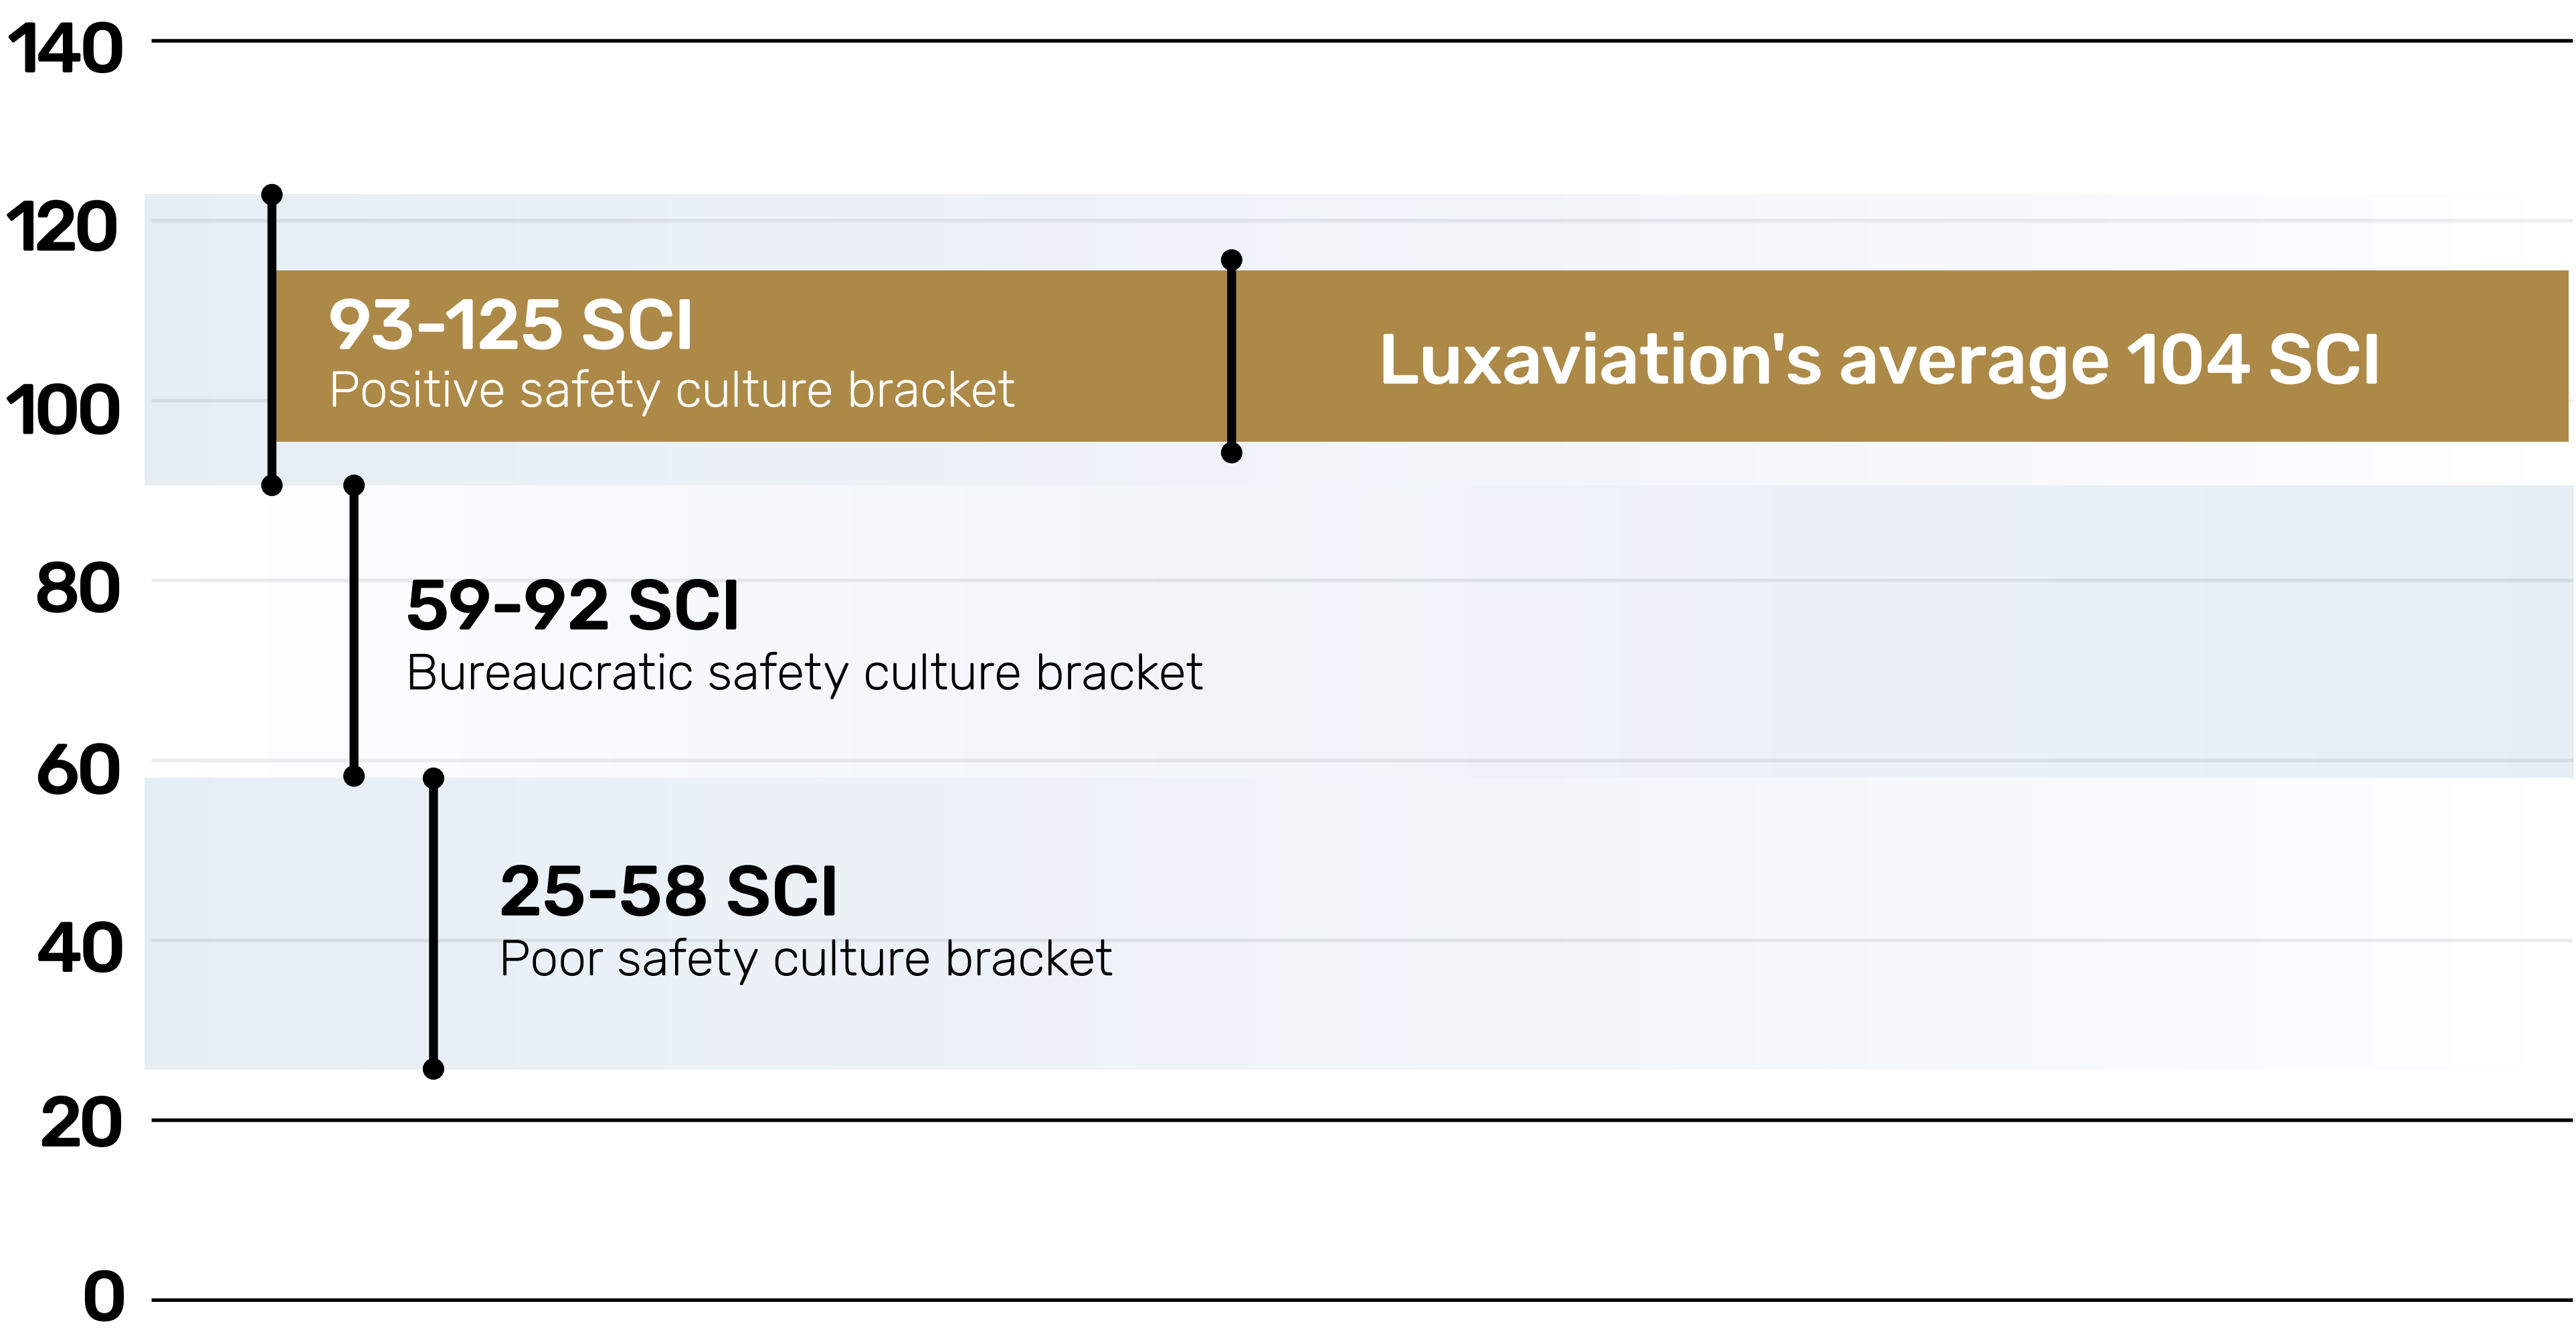 140
120
93-125 SCI
Positive safety culture bracket
Luxaviation's average 104 SCI
100
80
59-92 SCI
Bureaucratic safety culture bracket
60
25-58 SCI
Poor safety culture bracket
40
20
0